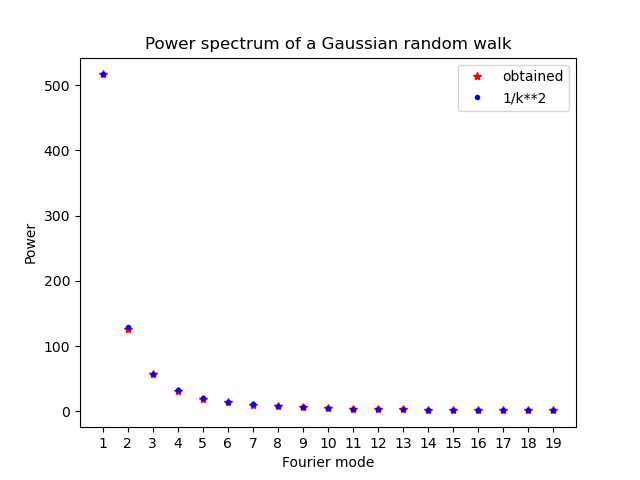 Power spectrum of a Gaussian random walk
obtained
1/k**2
Power
500
400
300
200
100
0
1 2 3 4 5 6 7 8 9 10 11 12 13 14 15 16 17 18 19
Fourier mode